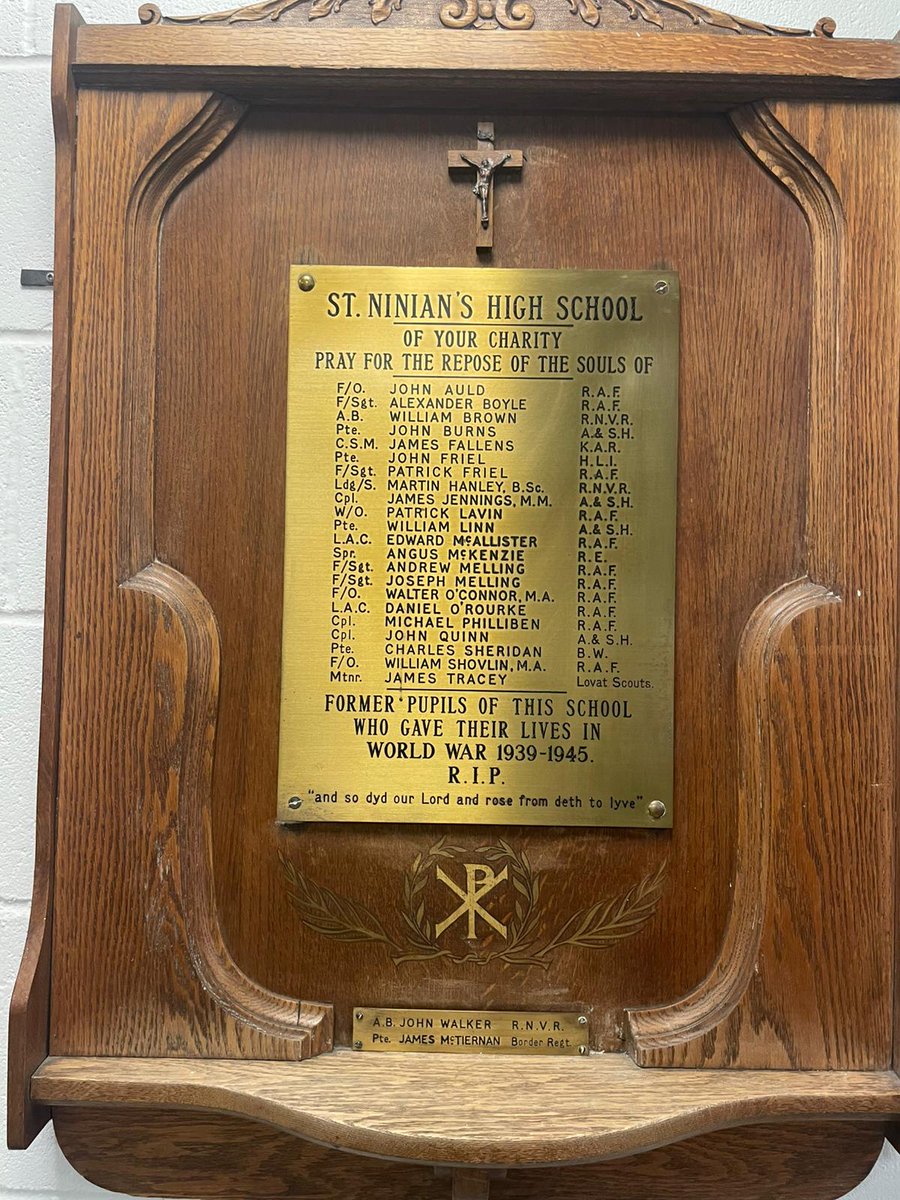 ST. NINIAN'S HIGH SCHOOL
OF YOUR CHARITY
PRAY FOR THE REPOSE OF THE SOULS OF
F/O. JOHN AULD R.A.F.
F/Sgt. ALEXANDER BOYLE R.A.F.
A.B. WILLIAM BROWN R.N.V.R.
Pte. JOHN BURNS A.& S.H.
C.S.M. JAMES FALLENS K.A.R.
Pte. JOHN FRIEL H.L.I.
F/Sgt. PATRICK FRIEL R.A.F.
Ldg/S. MARTIN HANLEY, B.Sc. R.N.V.R.
Cpl. JAMES JENNINGS, M.M. A.& S.H.
W/O. PATRICK LAVIN R.A.F.
Pte. WILLIAM LINN A.& S.H.
L.A.C. EDWARD McALLISTER R.A.F.
Spr. ANGUS McKENZIE R.E.
F/Sgt. ANDREW MELLING R.A.F.
F/Sgt. JOSEPH MELLING R.A.F.
F/O. WALTER O'CONNOR, M.A. R.A.F.
L.A.C. DANIEL O'ROURKE R.A.F.
Cpl. MICHAEL PHILLIBEN R.A.F.
Cpl. JOHN QUINN A.& S.H.
Pte. CHARLES SHERIDAN B.W.
F/O. WILLIAM SHOVLIN, M.A. R.A.F.
Mtnr. JAMES TRACEY Lovat Scouts.
FORMER PUPILS OF THIS SCHOOL
WHO GAVE THEIR LIVES IN
WORLD WAR 1939-1945.
R.I.P.
"and so dyd our Lord and rose from deth to lyve"
A.B. JOHN WALKER R.N.V.R.
Pte. JAMES McTIERNAN Border Regt.